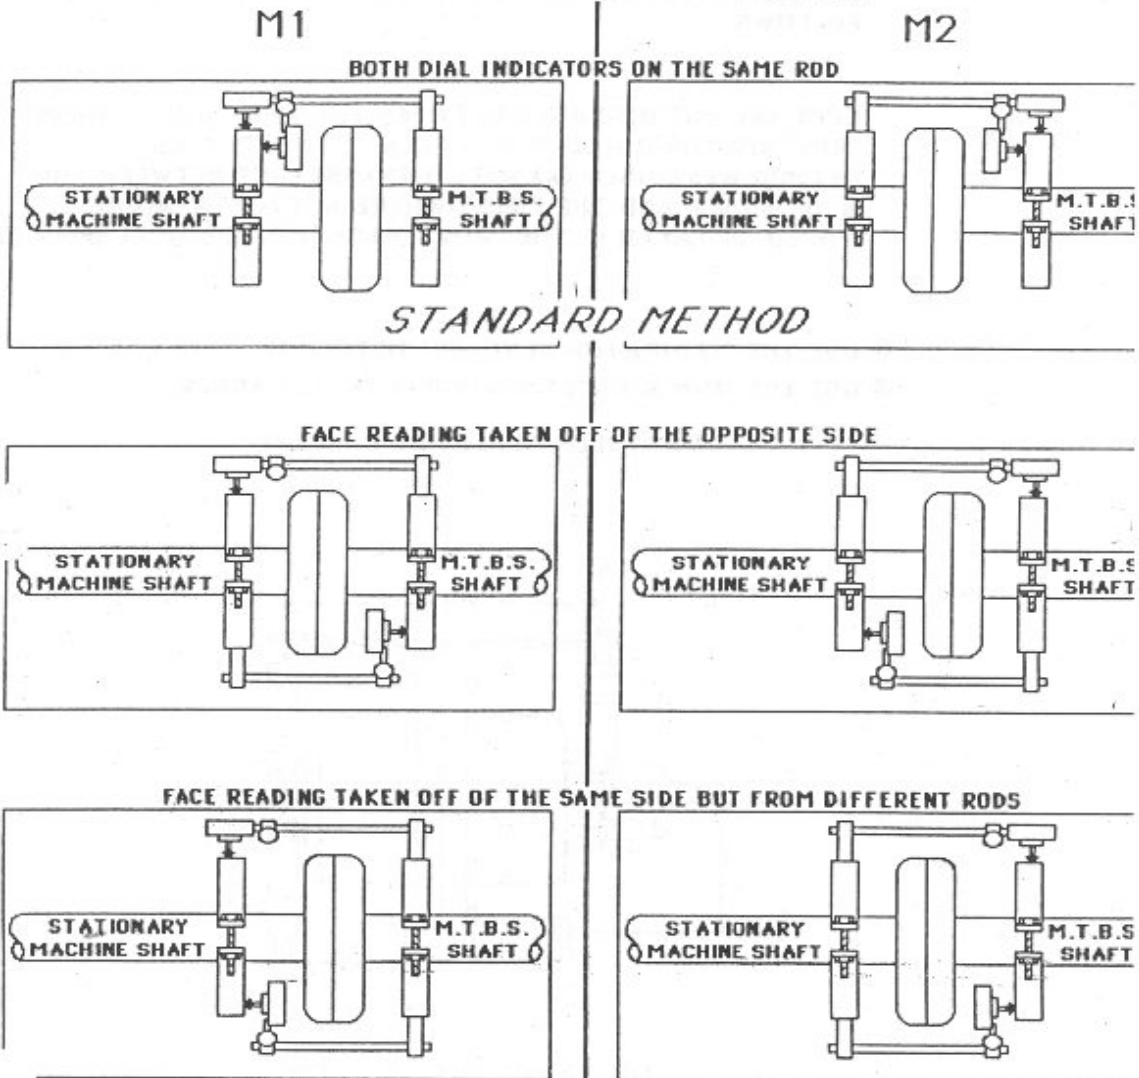 M1
M2
BOTH DIAL INDICATORS ON THE SAME ROD
STATIONARY
MACHINE SHAFT
M.T.B.S.
SHAFT
STATIONARY
MACHINE SHAFT
M.T.B.S
SHAFT
STANDARD METHOD
FACE READING TAKEN OFF OF THE OPPOSITE SIDE
STATIONARY
MACHINE SHAFT
M.T.B.S.
SHAFT
STATIONARY
MACHINE SHAFT
M.T.B.S
SHAFT
FACE READING TAKEN OFF OF THE SAME SIDE BUT FROM DIFFERENT RODS
STATIONARY
MACHINE SHAFT
M.T.B.S.
SHAFT
STATIONARY
MACHINE SHAFT
M.T.B.S
SHAFT